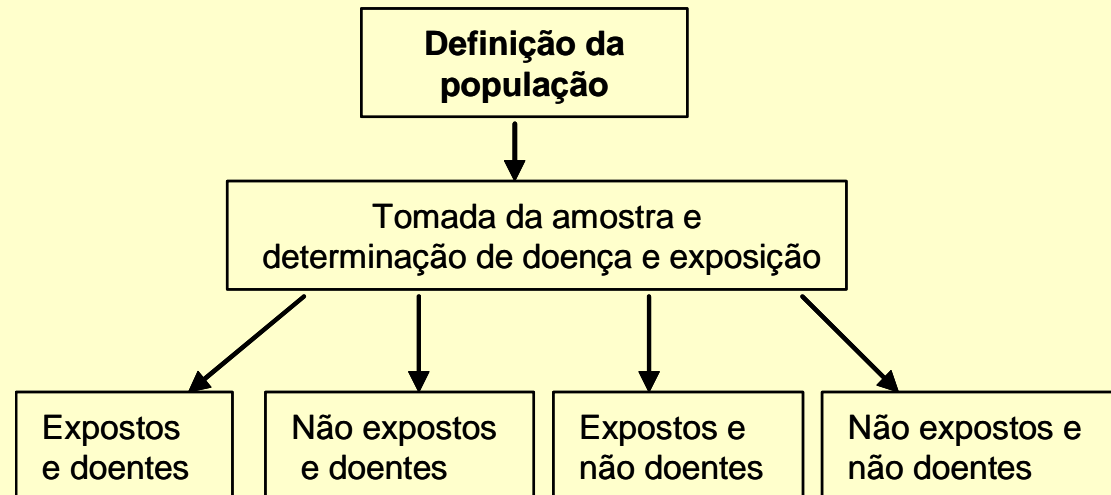 Definição da
população
Tomada da amostra e
determinação de doença e exposição
Expostos
e doentes
Não expostos
e doentes
Expostos e
não doentes
Não expostos e
não doentes